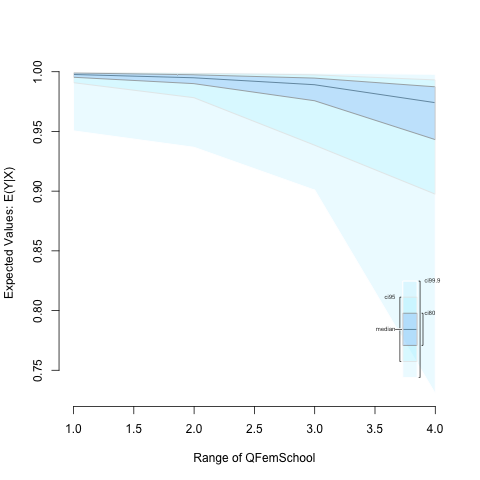 Expected Values: E(Y|X)
1.00
0.95
0.90
0.85
0.80
0.75
ci99.9
ci95
ci80
median
1.0 1.5 2.0 2.5 3.0 3.5 4.0
Range of QFemSchool